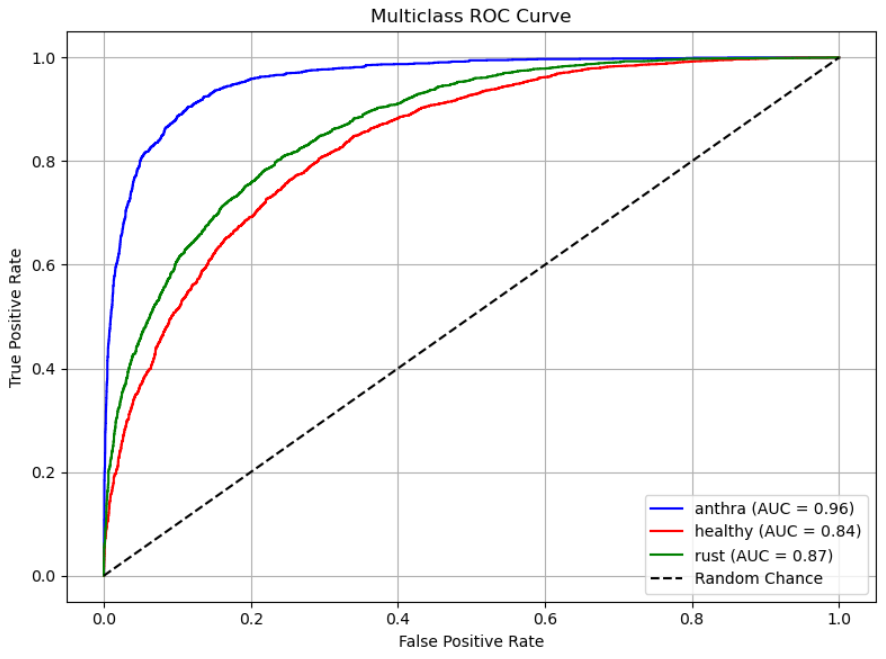 Multiclass ROC Curve
True Positive Rate
1.0
0.8
0.6
0.4
0.2
0.0
anthra (AUC = 0.96)
healthy (AUC = 0.84)
rust (AUC = 0.87)
Random Chance
0.0 0.2 0.4 0.6 0.8 1.0
False Positive Rate